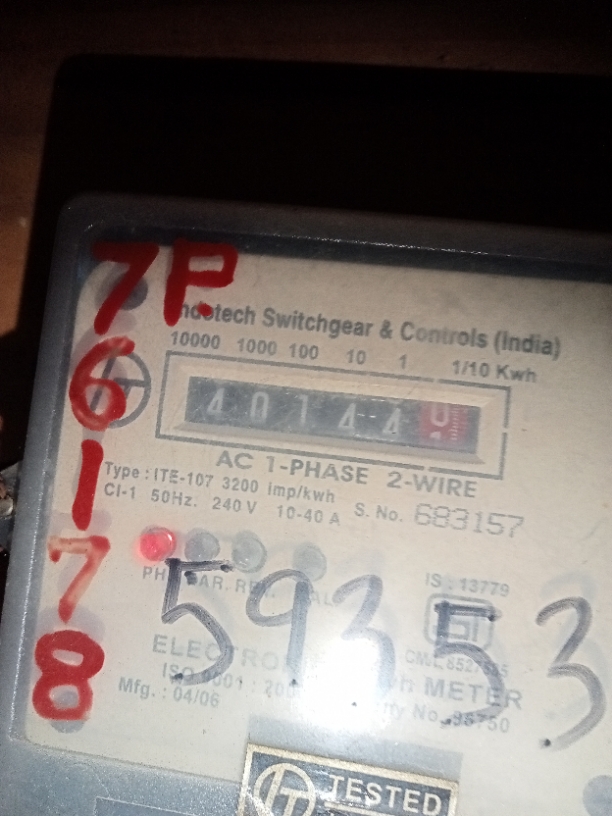 7P.
6
1
7
8
Indotech Switchgear & Controls (India)
10000 1000 100 10 1 1/10 Kwh
4 0 1 4 4 0
AC 1-PHASE 2-WIRE
Type : ITE-107 3200 imp/kwh
Cl-1 50Hz. 240 V 10-40 A S. No. 683157
IS : 13779
59353
METER
Mfg. : 04/06
TESTED